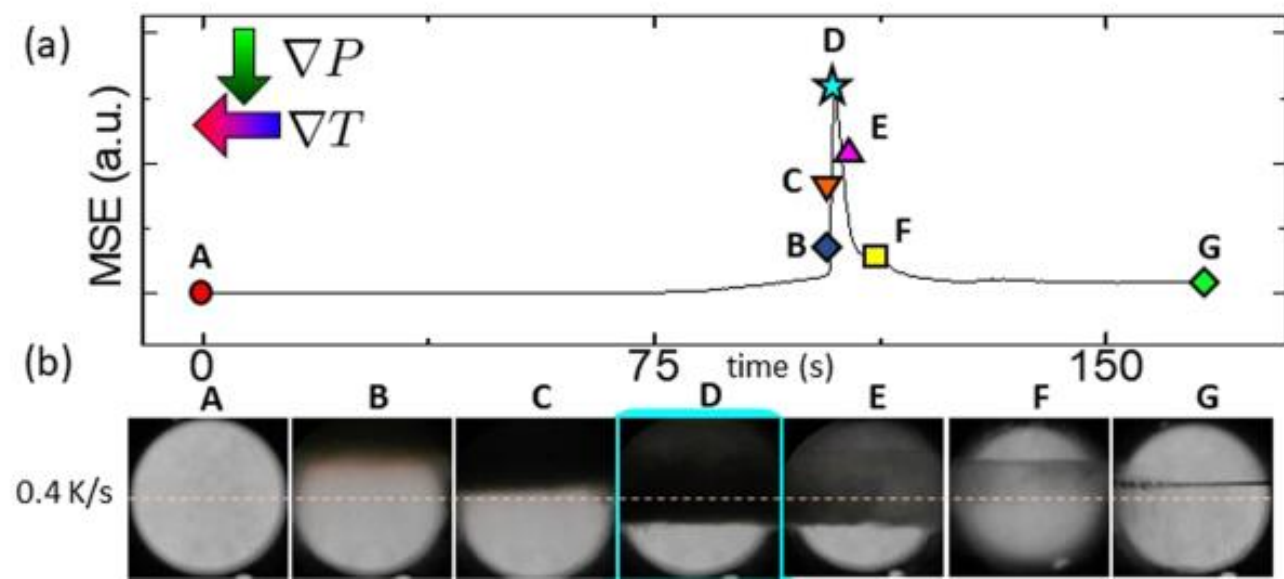 (a)
∇P
∇T
MSE (a.u.)
A
B
C
D
E
F
G
0
75
time (s)
150
(b)
A B C D E F G
0.4 K/s